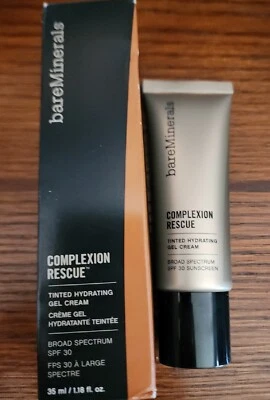 bareMinerals
COMPLEXION
RESCUE™
TINTED HYDRATING
GEL CREAM
CRÈME GEL
HYDRATANTE TEINTÉE
BROAD SPECTRUM
SPF 30
FPS 30 À LARGE
SPECTRE
35 ml / 1.18 fl. oz.
bareMinerals
COMPLEXION
RESCUE
TINTED HYDRATING
GEL CREAM
BROAD SPECTRUM
SPF 30 SUNSCREEN